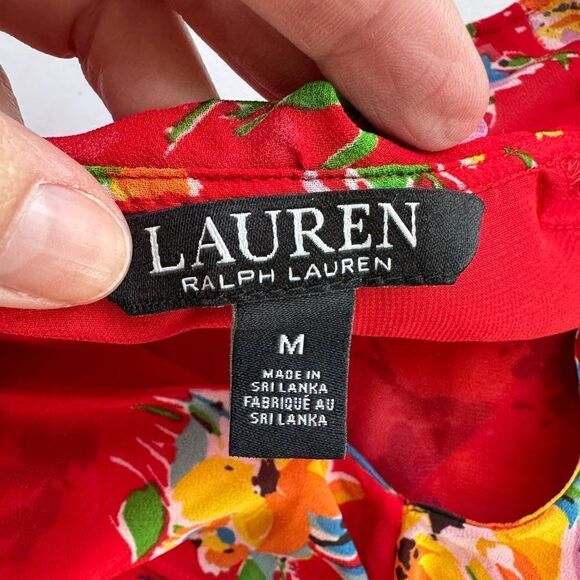 LAUREN
RALPH LAUREN
M
MADE IN
SRI LANKA
FABRIQUÉ AU
SRI LANKA